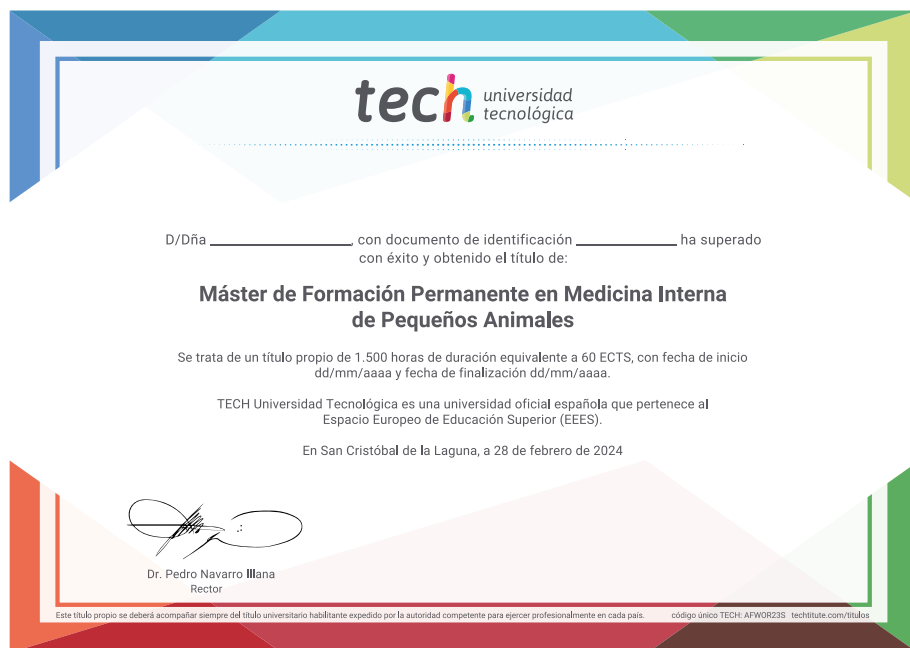 tech universidad
tecnológica
D/Dña ____________________, con documento de identificación ______________ ha superado
con éxito y obtenido el título de:
Máster de Formación Permanente en Medicina Interna
de Pequeños Animales
Se trata de un título propio de 1.500 horas de duración equivalente a 60 ECTS, con fecha de inicio
dd/mm/aaaa y fecha de finalización dd/mm/aaaa.
TECH Universidad Tecnológica es una universidad oficial española que pertenece al
Espacio Europeo de Educación Superior (EEES).
En San Cristóbal de la Laguna, a 28 de febrero de 2024
Dr. Pedro Navarro Illana
Rector
Este título propio se deberá acompañar siempre del título universitario habilitante expedido por la autoridad competente para ejercer profesionalmente en cada país. código único TECH: AFWOR23S techtitute.com/titulos